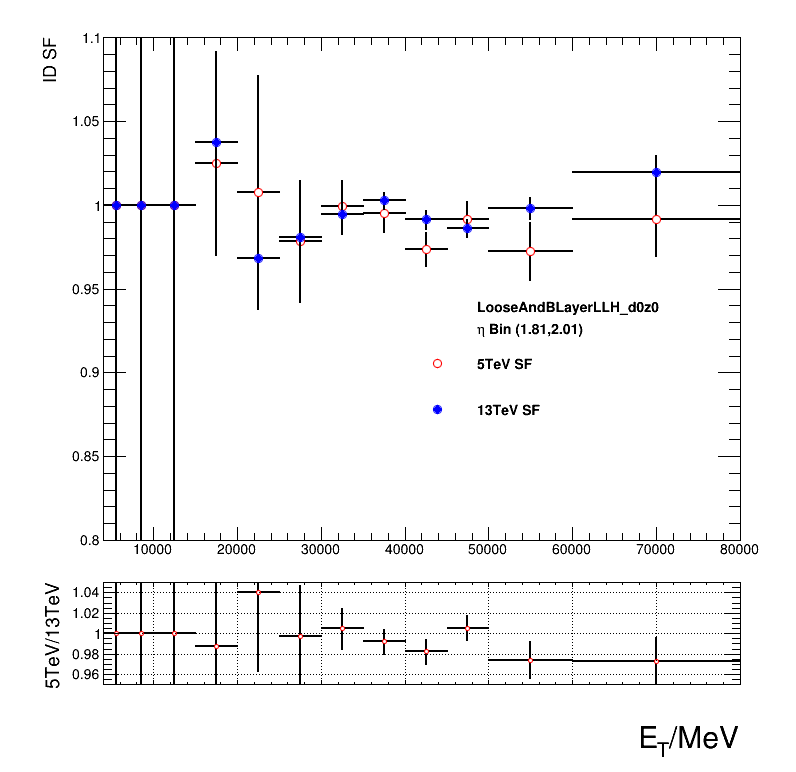 ID SF
1.1
1.05
1
0.95
0.9
0.85
0.8
LooseAndBLayerLLH_d0z0
η Bin (1.81,2.01)
5TeV SF
13TeV SF
10000 20000 30000 40000 50000 60000 70000 80000
5TeV/13TeV
1.04
1.02
1
0.98
0.96
E_T/MeV